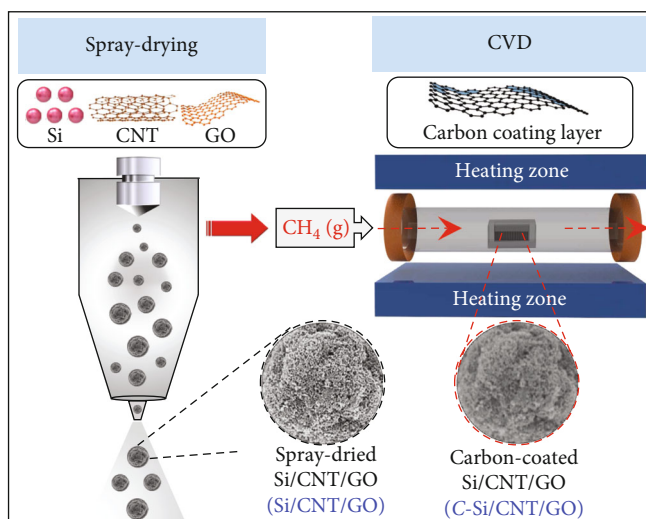 Spray-drying
CVD
Si
CNT
GO
Carbon coating layer
Heating zone
CH₄ (g)
Heating zone
Spray-dried
Si/CNT/GO
(Si/CNT/GO)
Carbon-coated
Si/CNT/GO
(C-Si/CNT/GO)